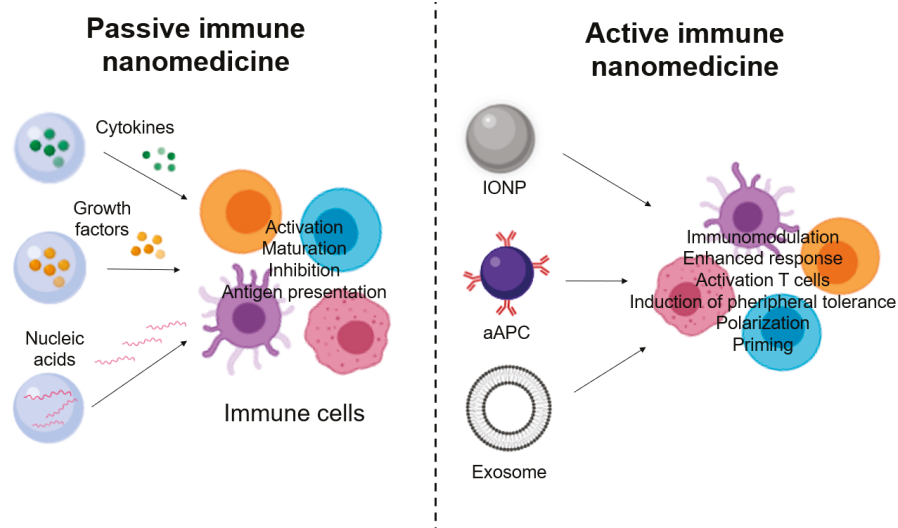 Passive immune
nanomedicine
Cytokines
Growth
factors
Nucleic
acids
Activation
Maturation
Inhibition
Antigen presentation
Immune cells
Active immune
nanomedicine
IONP
aAPC
Exosome
Immunomodulation
Enhanced response
Activation T cells
Induction of pheripheral tolerance
Polarization
Priming